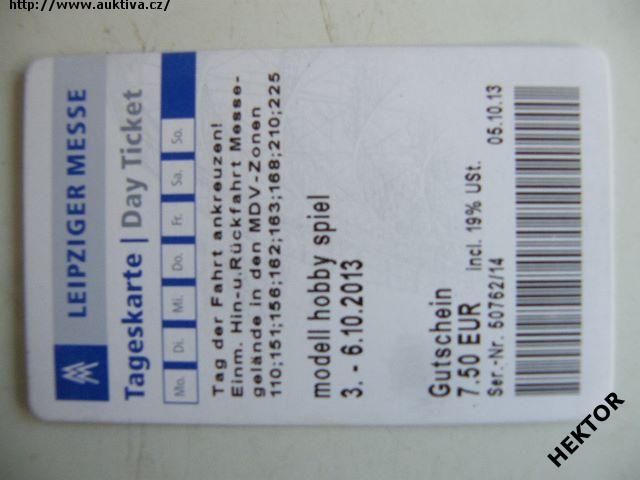 http://www.auktiva.cz/
LEIPZIGER MESSE
Tageskarte | Day Ticket
Mo. Di. Mi. Do. Fr. Sa. So.
Tag der Fahrt ankreuzen!
Einm. Hin-u.Rückfahrt Messe-
gelände in den MDV-Zonen
110;151;156;162;163;168;210;225
modell hobby spiel
3. - 6.10.2013
Gutschein
7.50 EUR incl. 19% USt.
Ser.-Nr. 50762/14 05.10.13
HEKTOR